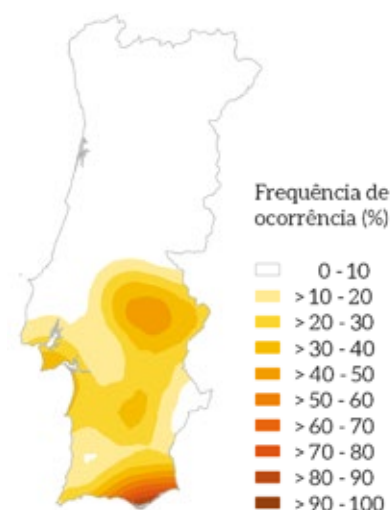 Frequência de
ocorrência (%)
0 - 10
> 10 - 20
> 20 - 30
> 30 - 40
> 40 - 50
> 50 - 60
> 60 - 70
> 70 - 80
> 80 - 90
> 90 - 100